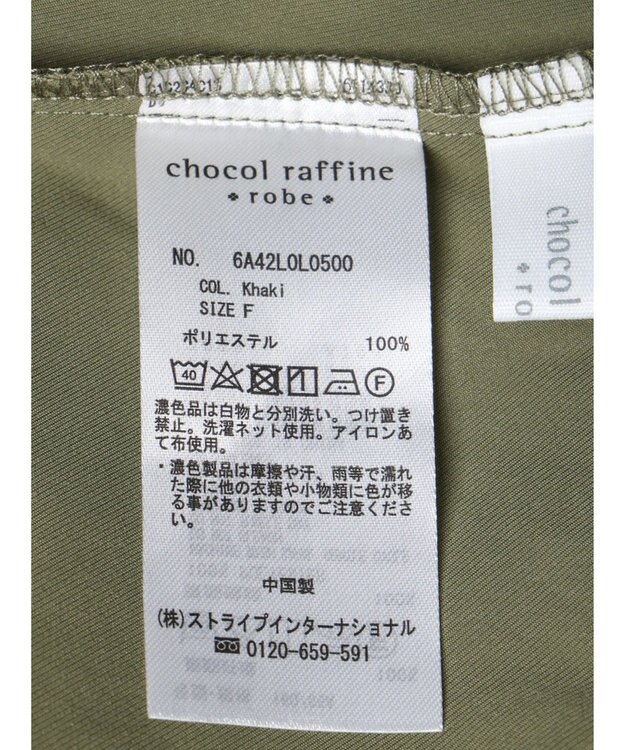 chocol raffine
robe
NO. 6A42L0L0500
COL. Khaki
SIZE F
ポリエステル 100%
40 F
濃色品は白物と分別洗い。つけ置き
禁止。洗濯ネット使用。アイロンあ
て布使用。
・濃色製品は摩擦や汗、雨等で濡れ
た際に他の衣類や小物類に色が移
る事がありますのでご注意くださ
い。
中国製
(株)ストライプインターナショナル
0120-659-591
chocol
ro